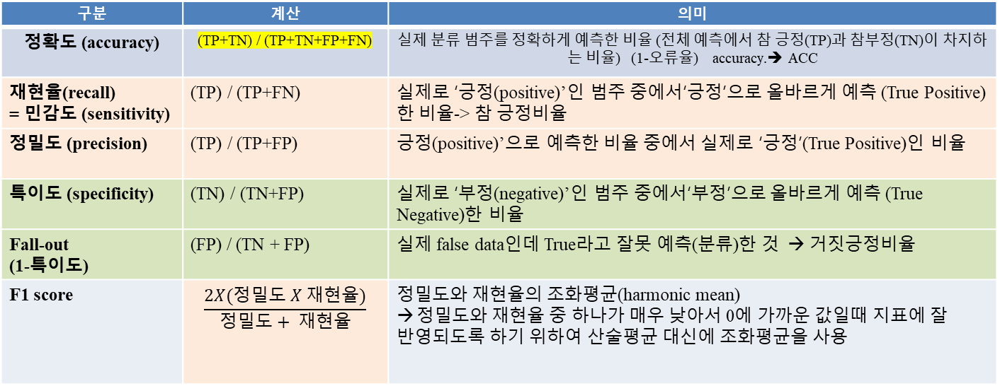 구분 계산 의미
정확도 (accuracy) (TP+TN) / (TP+TN+FP+FN) 실제 분류 범주를 정확하게 예측한 비율 (전체 예측에서 참 긍정(TP)과 참부정(TN)이 차지하
는 비율) (1-오류율) accuracy.➔ ACC
재현율(recall)
= 민감도 (sensitivity)
(TP) / (TP+FN)
실제로 ‘긍정(positive)’인 범주 중에서‘긍정’으로 올바르게 예측 (True Positive)
한 비율-> 참 긍정비율
정밀도 (precision) (TP) / (TP+FP) 긍정(positive)’으로 예측한 비율 중에서 실제로 ‘긍정’(True Positive)인 비율
특이도 (specificity) (TN) / (TN+FP) 실제로 ‘부정(negative)’인 범주 중에서‘부정’으로 올바르게 예측 (True
Negative)한 비율
Fall-out
(1-특이도)
(FP) / (TN + FP)
실제 false data인데 True라고 잘못 예측(분류)한 것 → 거짓긍정비율
F1 score
2X(정밀도 X 재현율)
정밀도 + 재현율
정밀도와 재현율의 조화평균(harmonic mean)
→ 정밀도와 재현율 중 하나가 매우 낮아서 0에 가까운 값일때 지표에 잘
반영되도록 하기 위하여 산술평균 대신에 조화평균을 사용